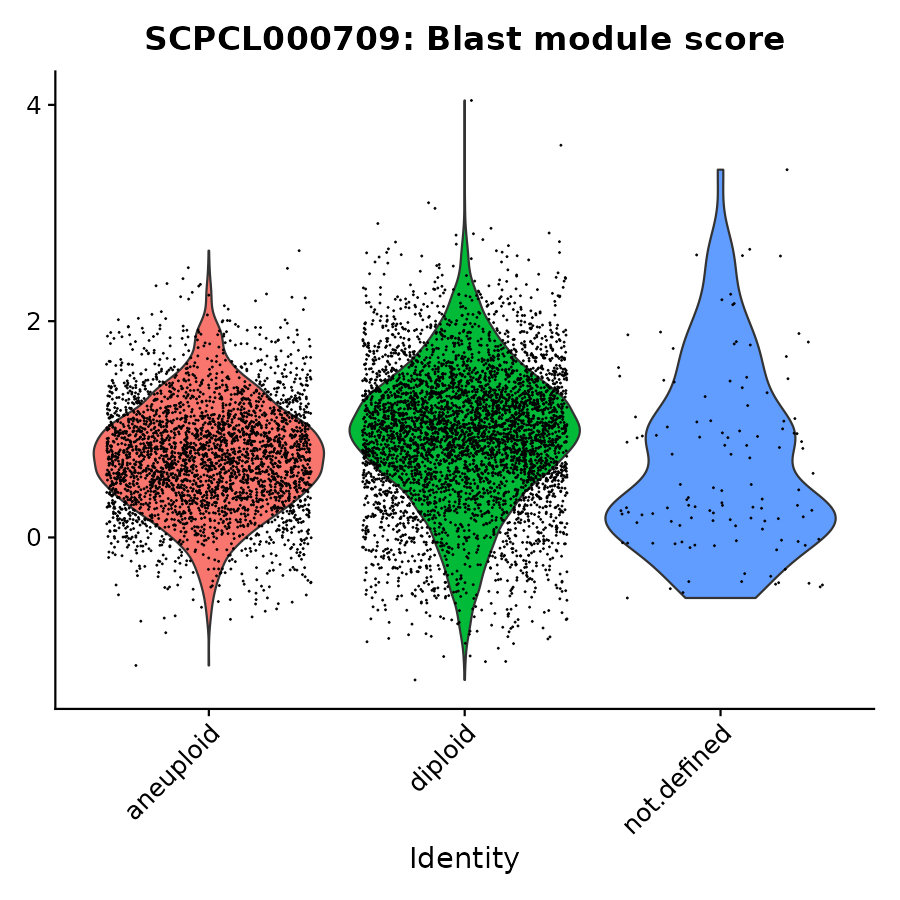 SCPCL000709: Blast module score
4
2
0
aneuploid
diploid
not.defined
Identity